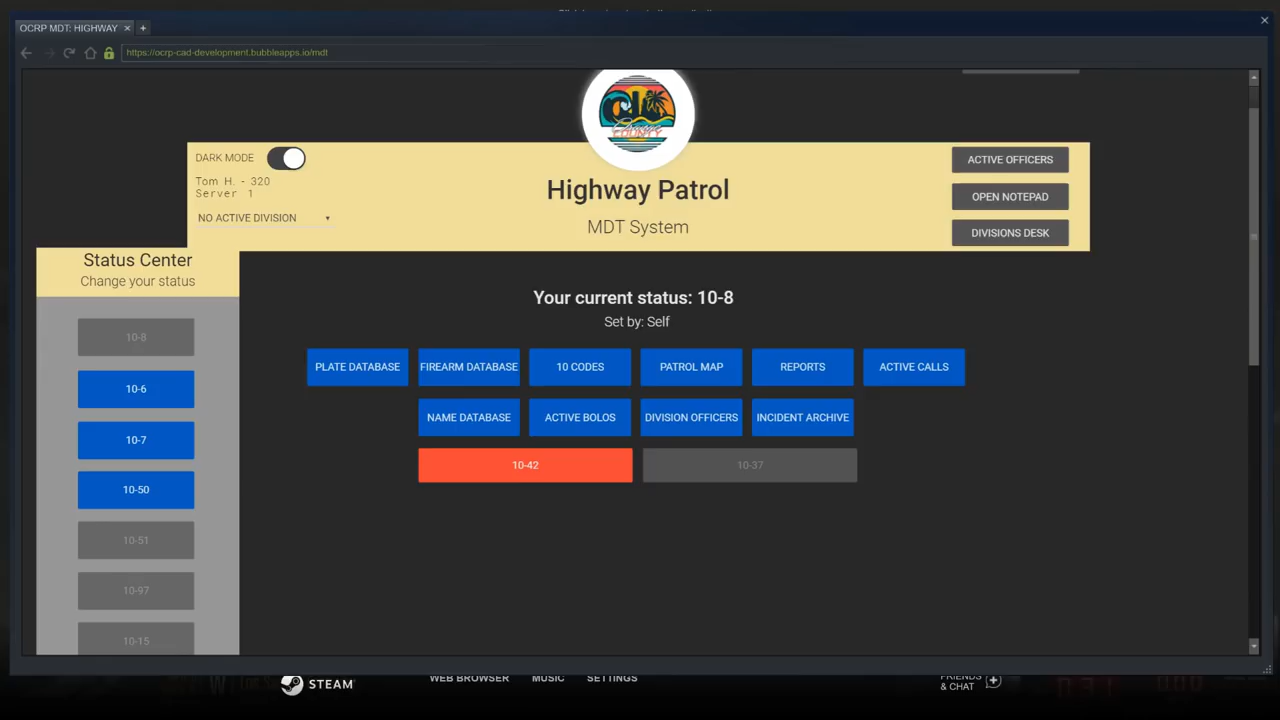 OCRP MDT: HIGHWAY
https://ocrp-cad-development.bubbleapps.io/mdt
DARK MODE
Tom H. - 320
Server 1
NO ACTIVE DIVISION
Highway Patrol
MDT System
ACTIVE OFFICERS
OPEN NOTEPAD
DIVISIONS DESK
Status Center
Change your status
10-8
10-6
10-7
10-50
10-51
10-97
10-15
Your current status: 10-8
Set by: Self
PLATE DATABASE
FIREARM DATABASE
10 CODES
PATROL MAP
REPORTS
ACTIVE CALLS
NAME DATABASE
ACTIVE BOLOS
DIVISION OFFICERS
INCIDENT ARCHIVE
10-42
10-37
STEAM
WEB BROWSER
MUSIC
SETTINGS
FRIENDS
& CHAT